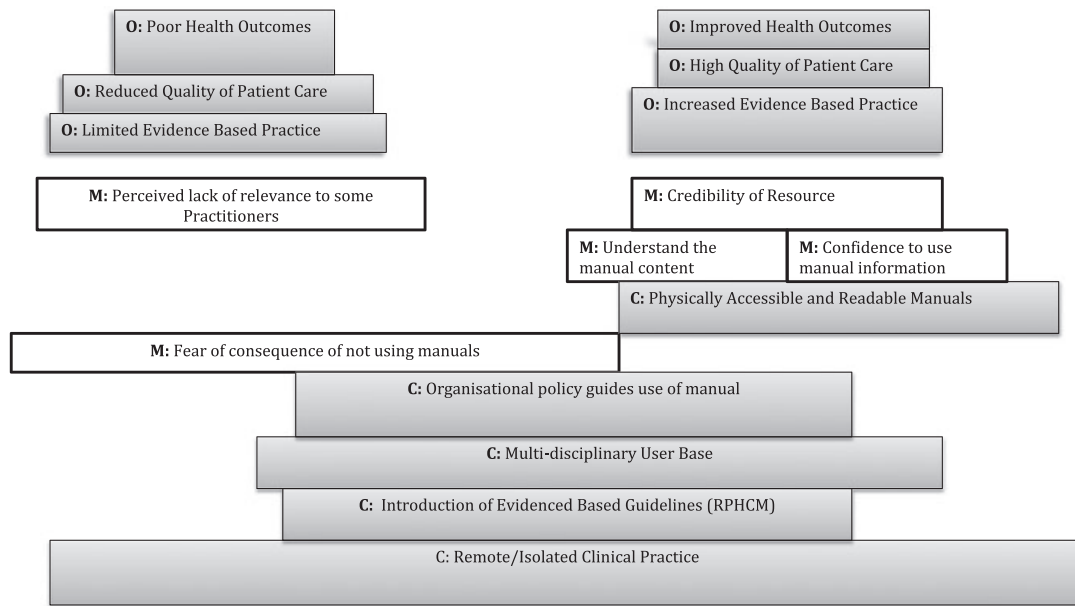 O: Poor Health Outcomes
O: Reduced Quality of Patient Care
O: Limited Evidence Based Practice
M: Perceived lack of relevance to some
Practitioners
O: Improved Health Outcomes
O: High Quality of Patient Care
O: Increased Evidence Based Practice
M: Credibility of Resource
M: Understand the
manual content
M: Confidence to use
manual information
C: Physically Accessible and Readable Manuals
M: Fear of consequence of not using manuals
C: Organisational policy guides use of manual
C: Multi-disciplinary User Base
C: Introduction of Evidenced Based Guidelines (RPHCM)
C: Remote/Isolated Clinical Practice